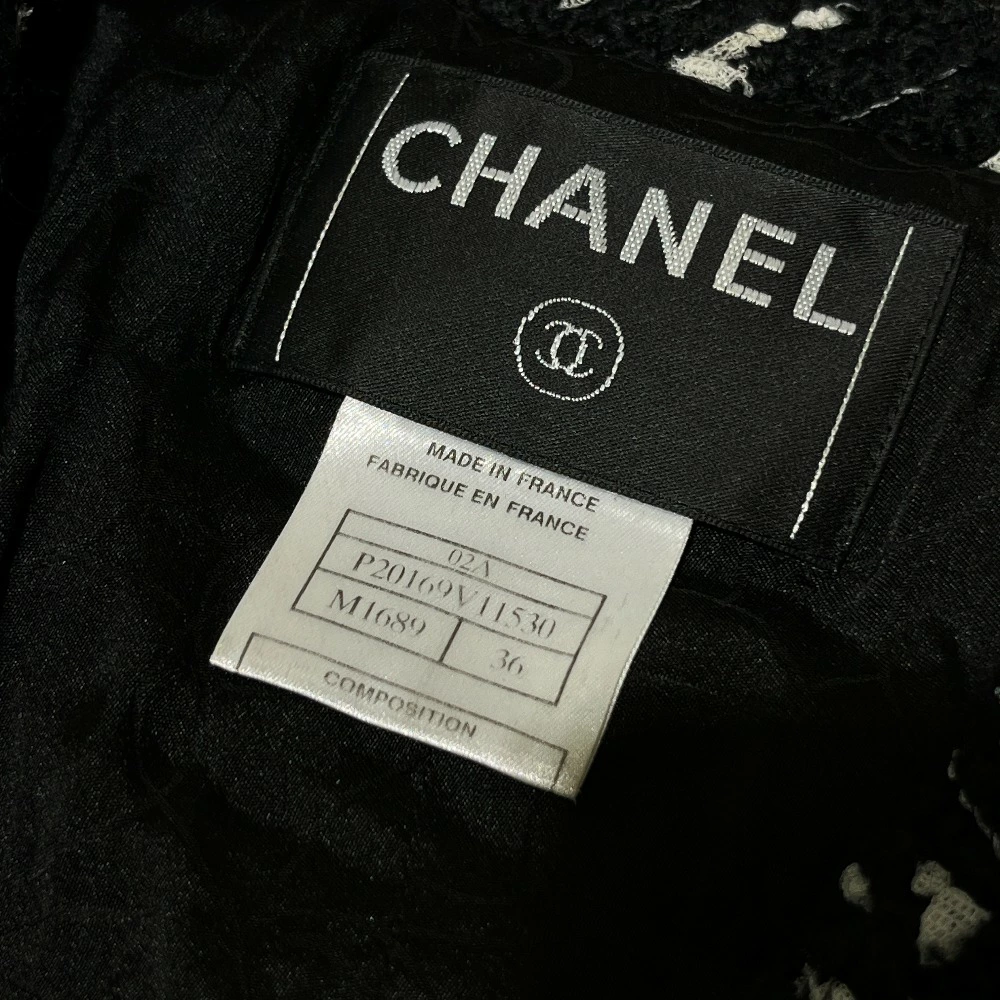 CHANEL
MADE IN FRANCE
FABRIQUE EN FRANCE
02A
P20169V11530
M1689 36
COMPOSITION